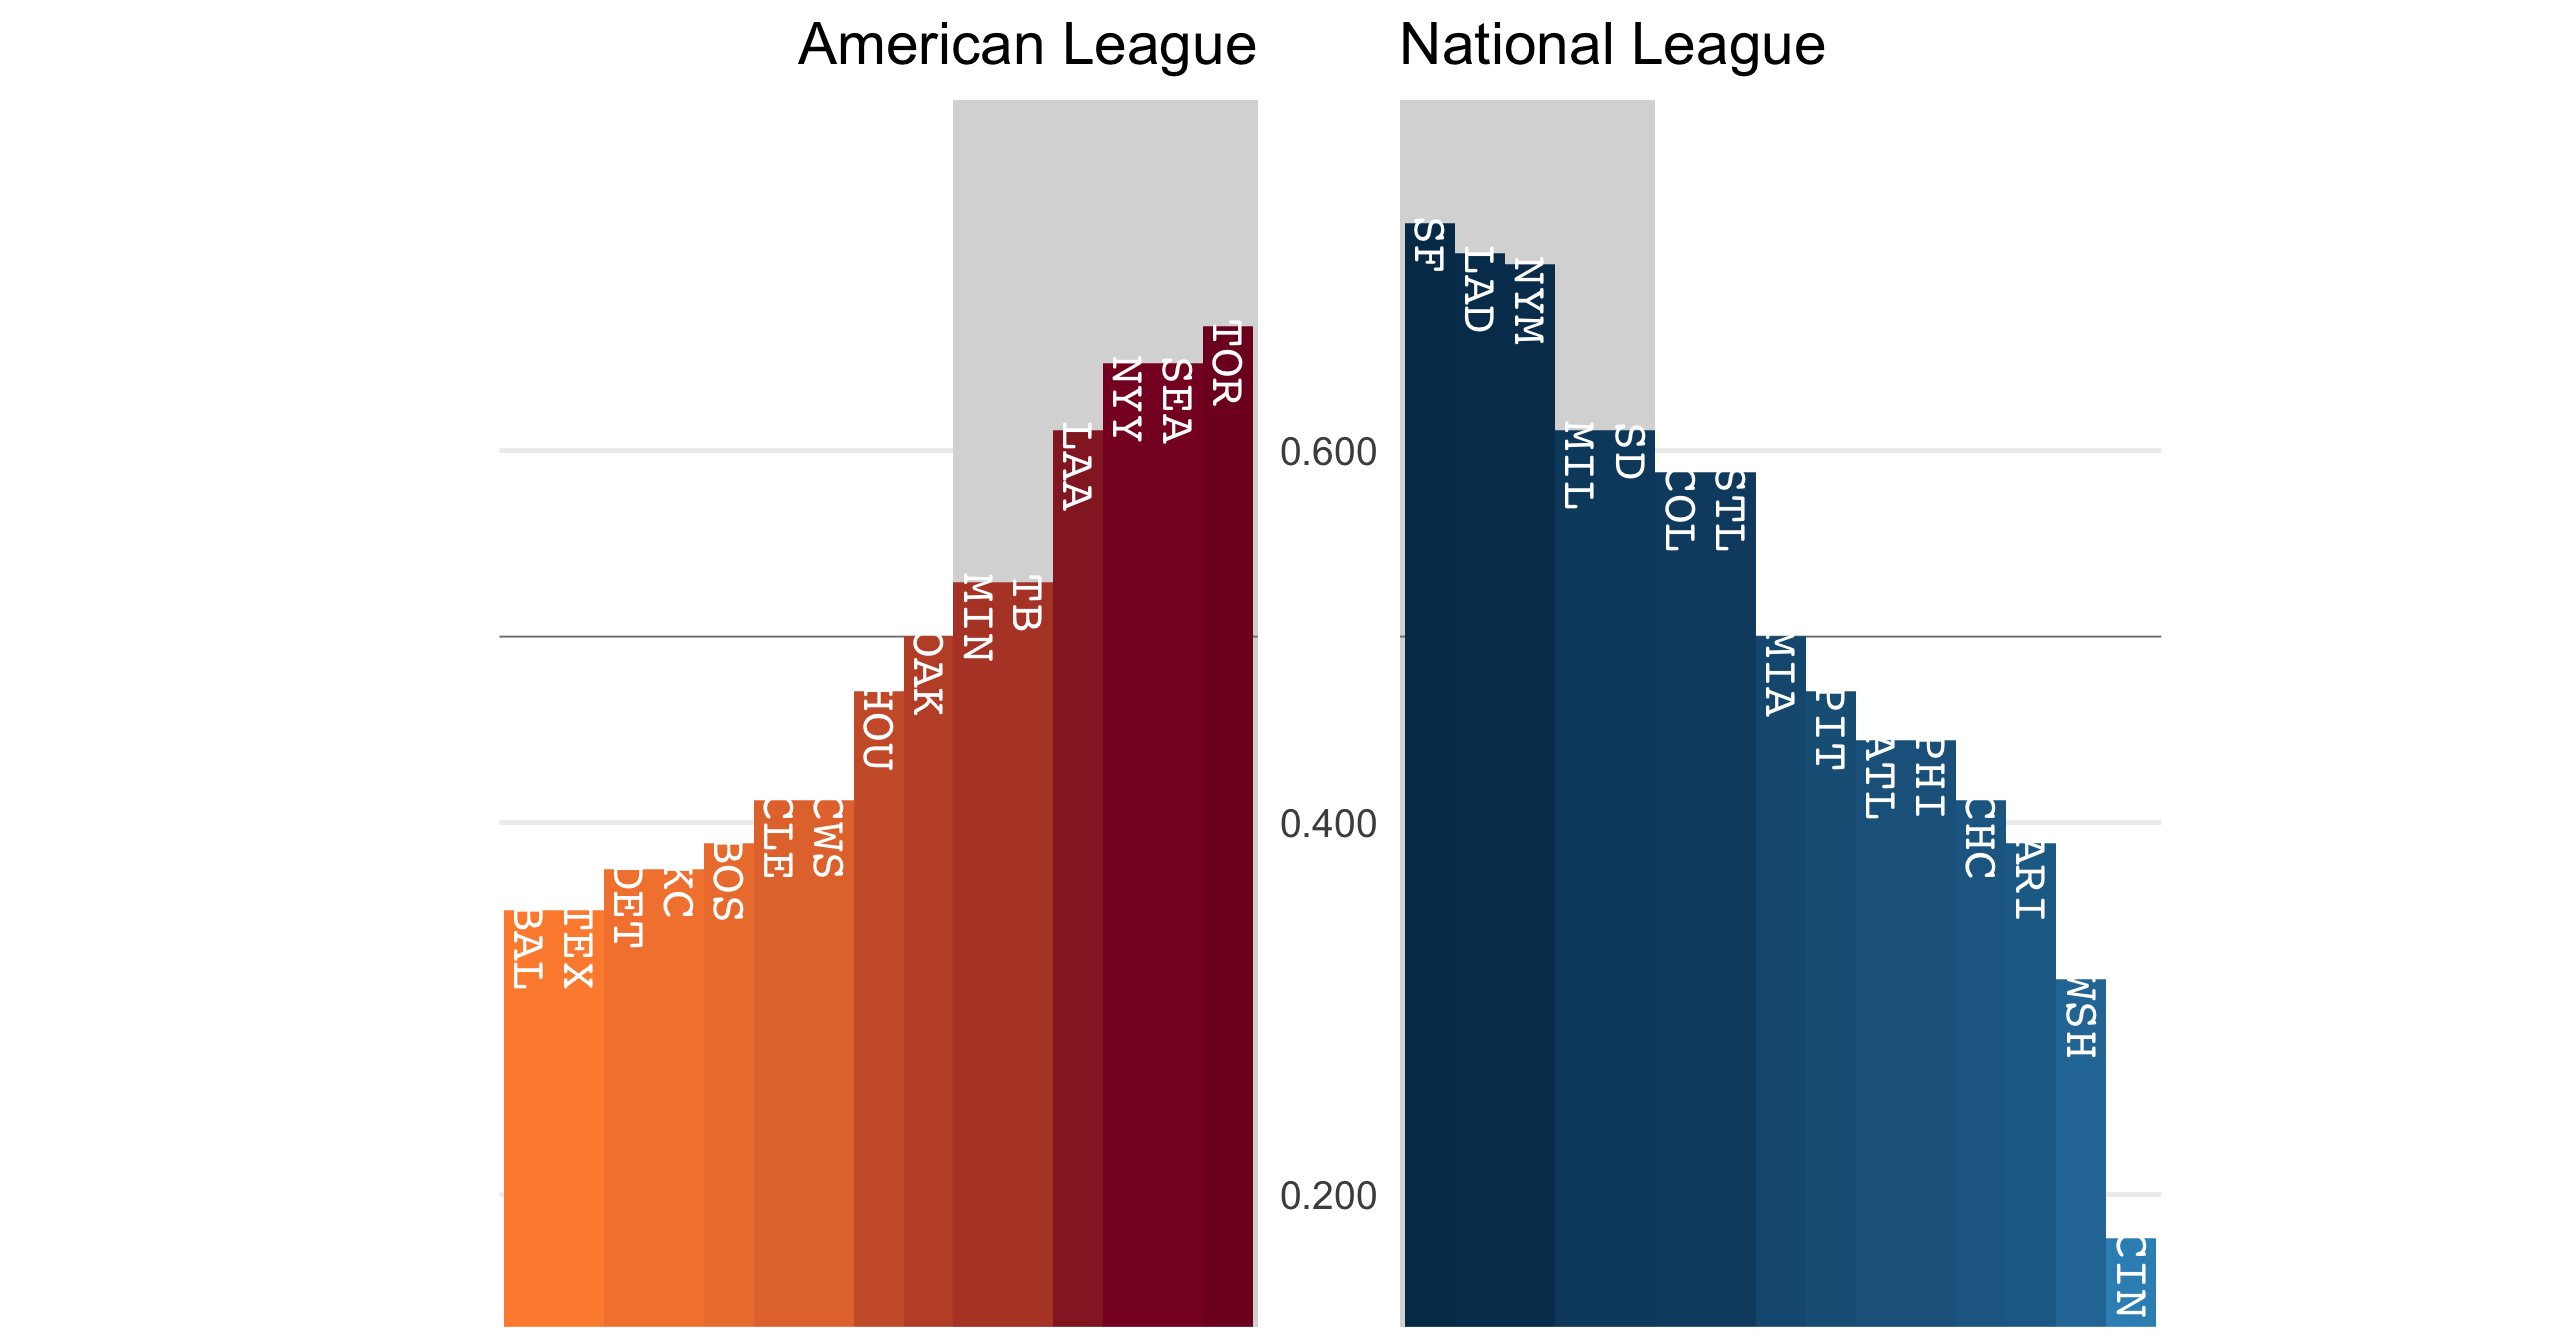 American League
National League
SF
LAD
NYM
TOR
NYY
SEA
LAA
MIL
SD
0.600
COL
STL
MIN
TB
OAK
MIA
HOU
PIT
ATL
PHI
CLE
CWS
CHC
0.400
BOS
ARI
DET
KC
BAL
TEX
WSH
0.200
CIN